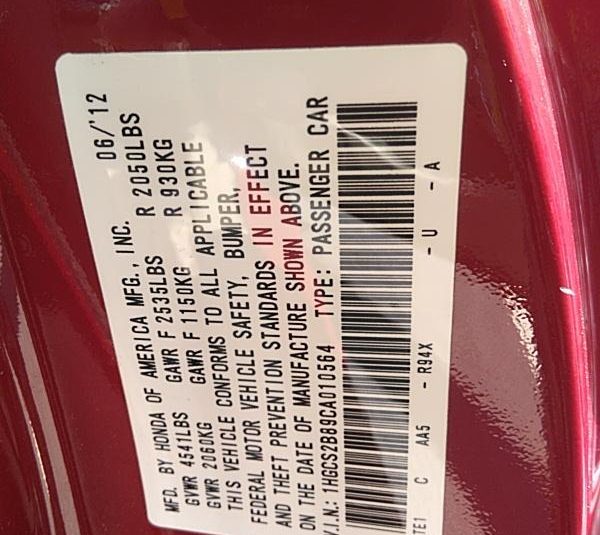 MFD. BY HONDA OF AMERICA MFG., INC. 06/'12
GVWR 4541LBS GAWR F 2535LBS R 2050LBS
GVWR 2060KG GAWR F 1150KG R 930KG
THIS VEHICLE CONFORMS TO ALL APPLICABLE
FEDERAL MOTOR VEHICLE SAFETY, BUMPER,
AND THEFT PREVENTION STANDARDS IN EFFECT
ON THE DATE OF MANUFACTURE SHOWN ABOVE.
V.I.N.: 1HGCS2B89CA010564 TYPE: PASSENGER CAR
TE1 C AA5 - R94X - U - A